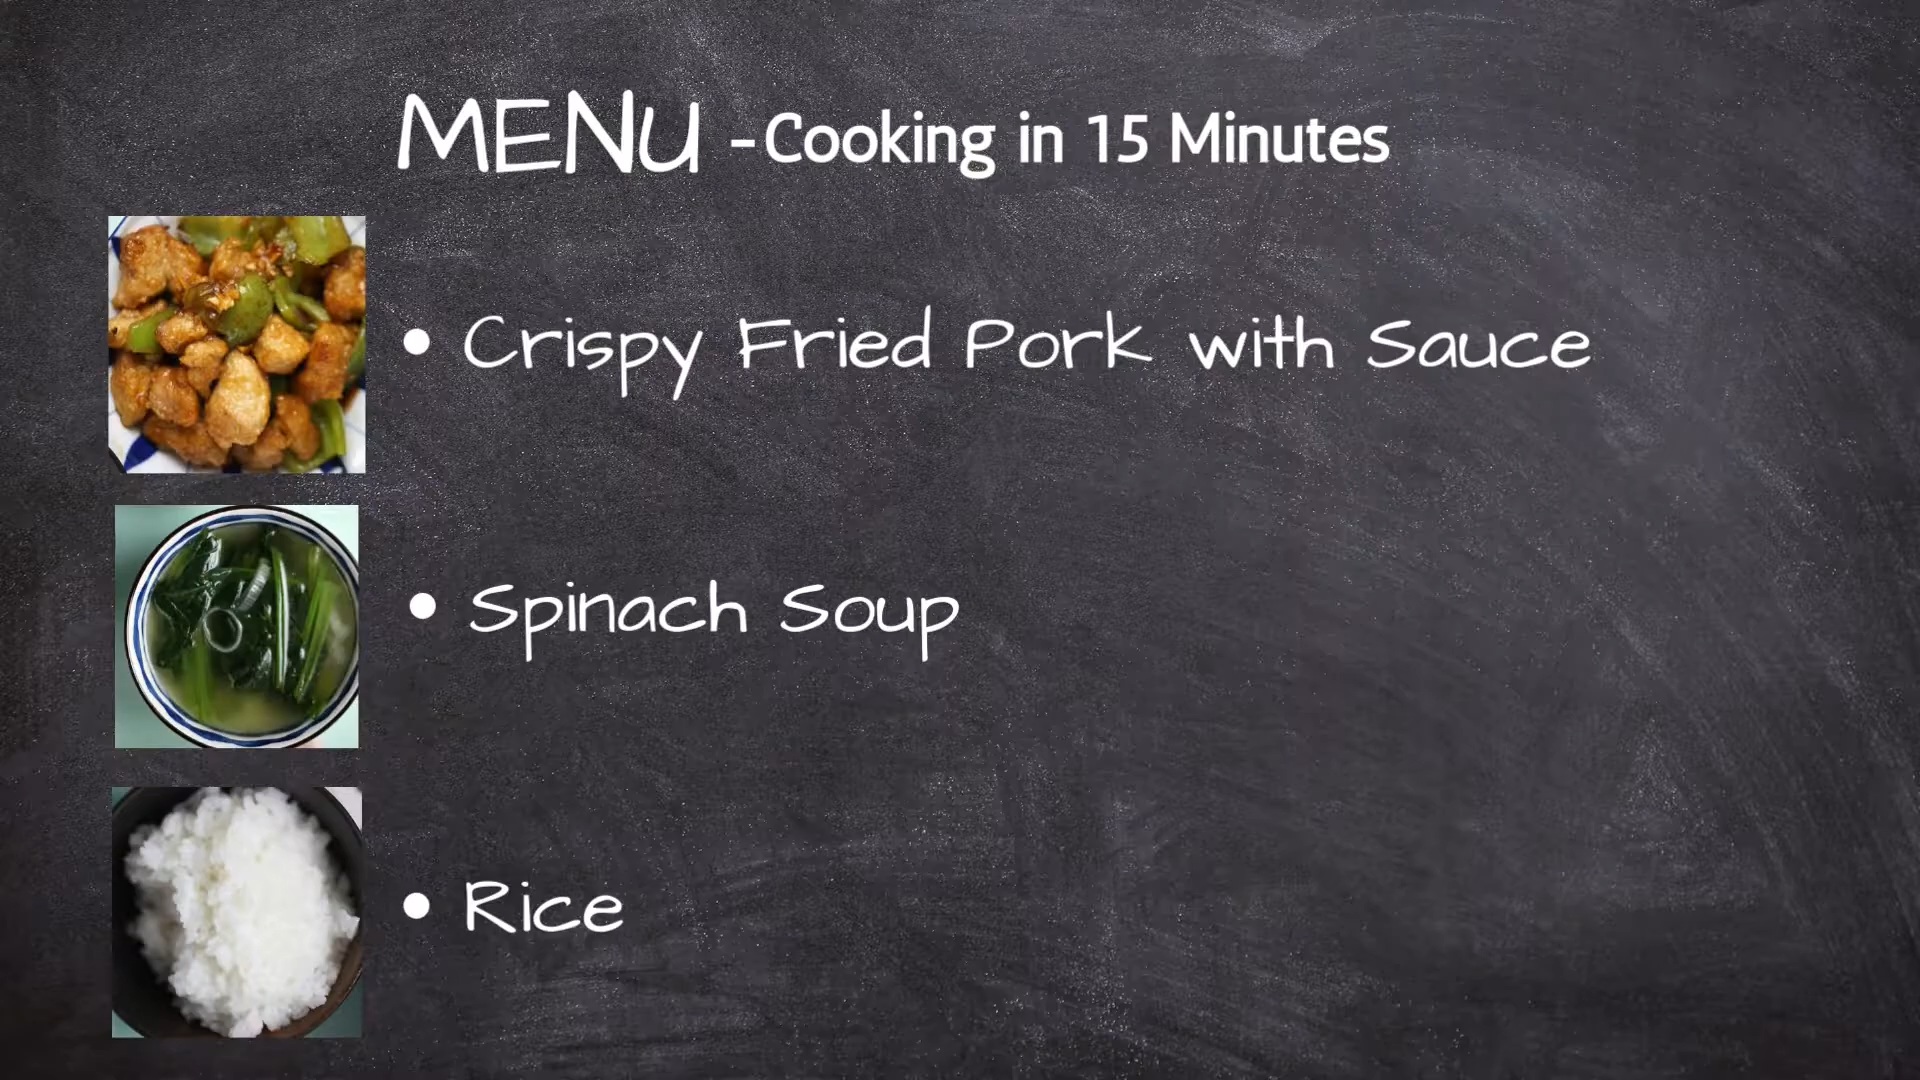 MENU -Cooking in 15 Minutes
• Crispy Fried Pork with Sauce
• Spinach Soup
• Rice